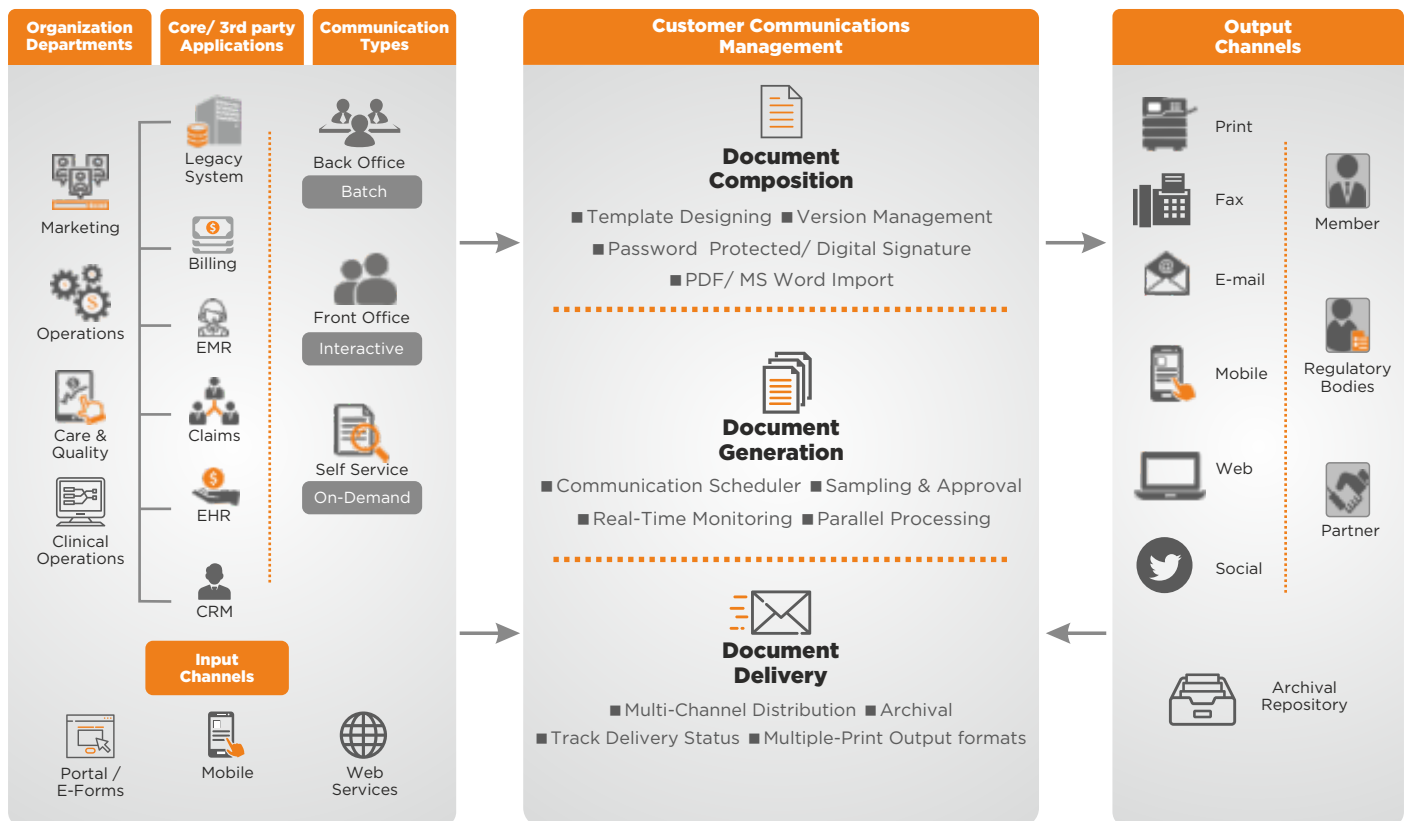 Organization
Departments
Core/ 3rd party
Applications
Communication
Types
Marketing
Operations
Care &
Quality
Clinical
Operations
Legacy
System
Billing
EMR
Claims
EHR
CRM
Back Office
Batch
Front Office
Interactive
Self Service
On-Demand
Input
Channels
Portal /
E-Forms
Mobile
Web
Services
Customer Communications
Management
Document
Composition
■ Template Designing ■ Version Management
■ Password Protected/ Digital Signature
■ PDF/ MS Word Import
Document
Generation
■ Communication Scheduler ■ Sampling & Approval
■ Real-Time Monitoring ■ Parallel Processing
Document
Delivery
■ Multi-Channel Distribution ■ Archival
■ Track Delivery Status ■ Multiple-Print Output formats
Output
Channels
Print
Fax
E-mail
Mobile
Web
Social
Member
Regulatory
Bodies
Partner
Archival
Repository